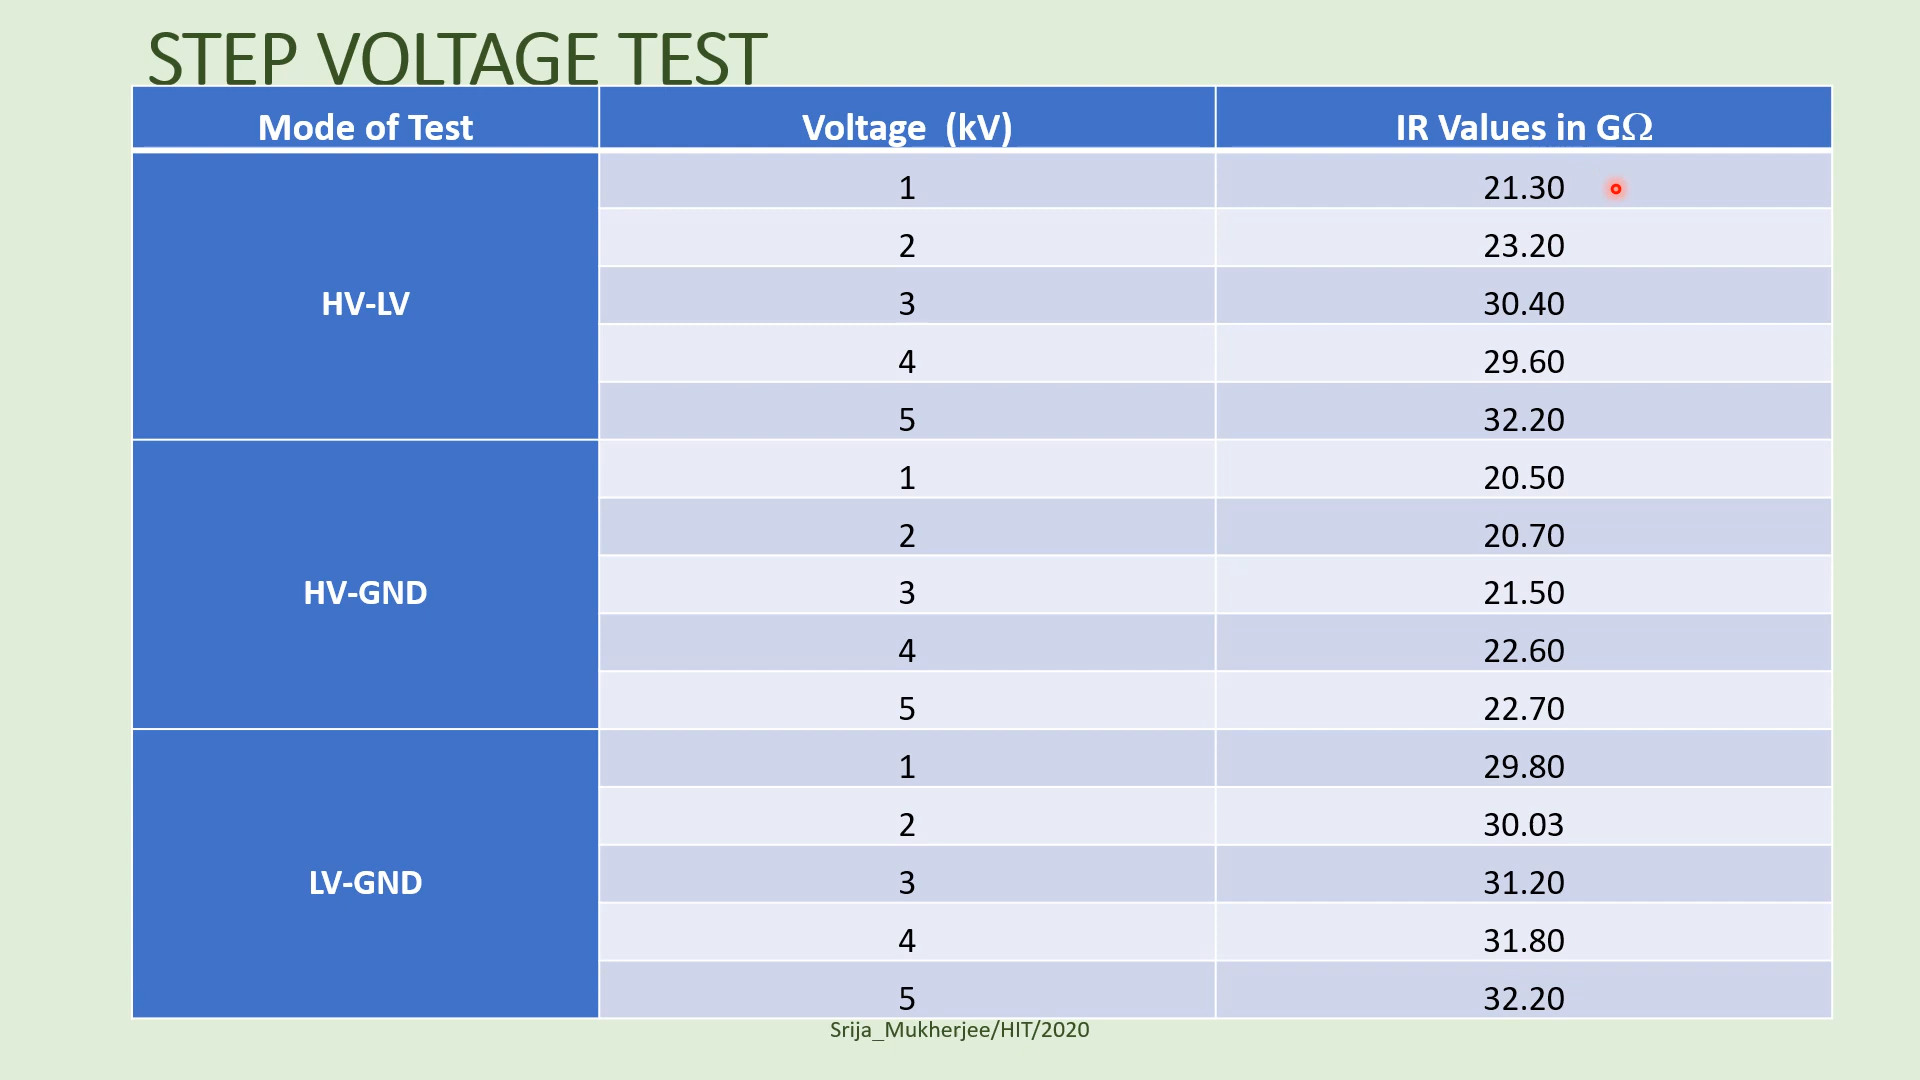 STEP VOLTAGE TEST
Mode of Test Voltage (kV) IR Values in GΩ
HV-LV
1 21.30
2 23.20
3 30.40
4 29.60
5 32.20
HV-GND
1 20.50
2 20.70
3 21.50
4 22.60
5 22.70
LV-GND
1 29.80
2 30.03
3 31.20
4 31.80
5 32.20
Srija_Mukherjee/HIT/2020